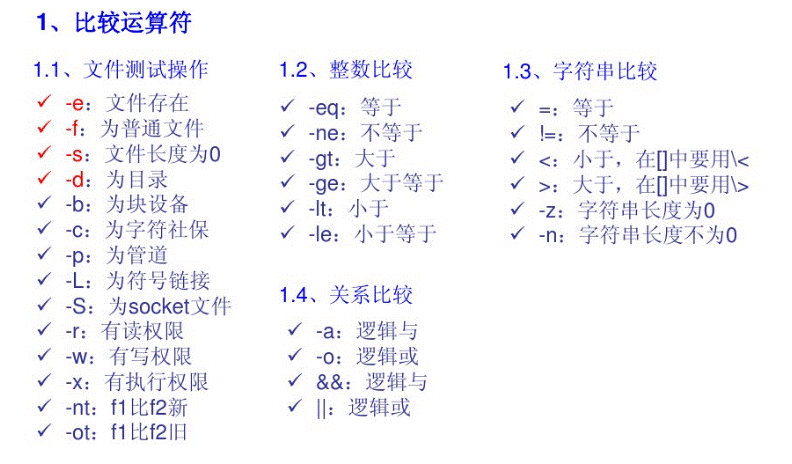 1、比较运算符
1.1、文件测试操作
-e：文件存在
-f：为普通文件
-s：文件长度为0
-d：为目录
-b：为块设备
-c：为字符社保
-p：为管道
-L：为符号链接
-S：为socket文件
-r：有读权限
-w：有写权限
-x：有执行权限
-nt：f1比f2新
-ot：f1比f2旧
1.2、整数比较
-eq：等于
-ne：不等于
-gt：大于
-ge：大于等于
-lt：小于
-le：小于等于
1.4、关系比较
-a：逻辑与
-o：逻辑或
&&：逻辑与
||：逻辑或
1.3、字符串比较
=：等于
!=：不等于
<：小于，在[]中要用\<
>：大于，在[]中要用\>
-z：字符串长度为0
-n：字符串长度不为0